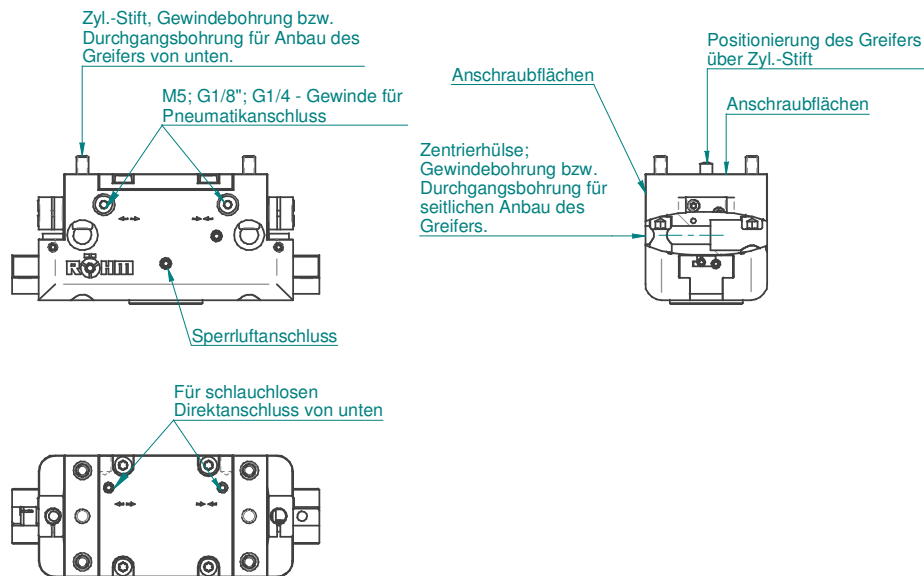 Zyl.-Stift, Gewindebohrung bzw.
Durchgangsbohrung für Anbau des
Greifers von unten.
M5; G1/8"; G1/4 - Gewinde für
Pneumatikanschluss
RÖHM
Sperrluftanschluss
Positionierung des Greifers
über Zyl.-Stift
Anschraubflächen
Anschraubflächen
Zentrierhülse;
Gewindebohrung bzw.
Durchgangsbohrung für
seitlichen Anbau des
Greifers.
Für schlauchlosen
Direktanschluss von unten